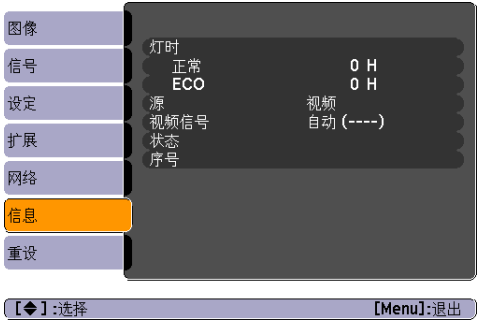 图像
信号
设定
扩展
网络
信息
重设
灯时
正常 0 H
ECO 0 H
源 视频
视频信号 自动 (----)
状态
序号
[◆]:选择 [Menu]:退出